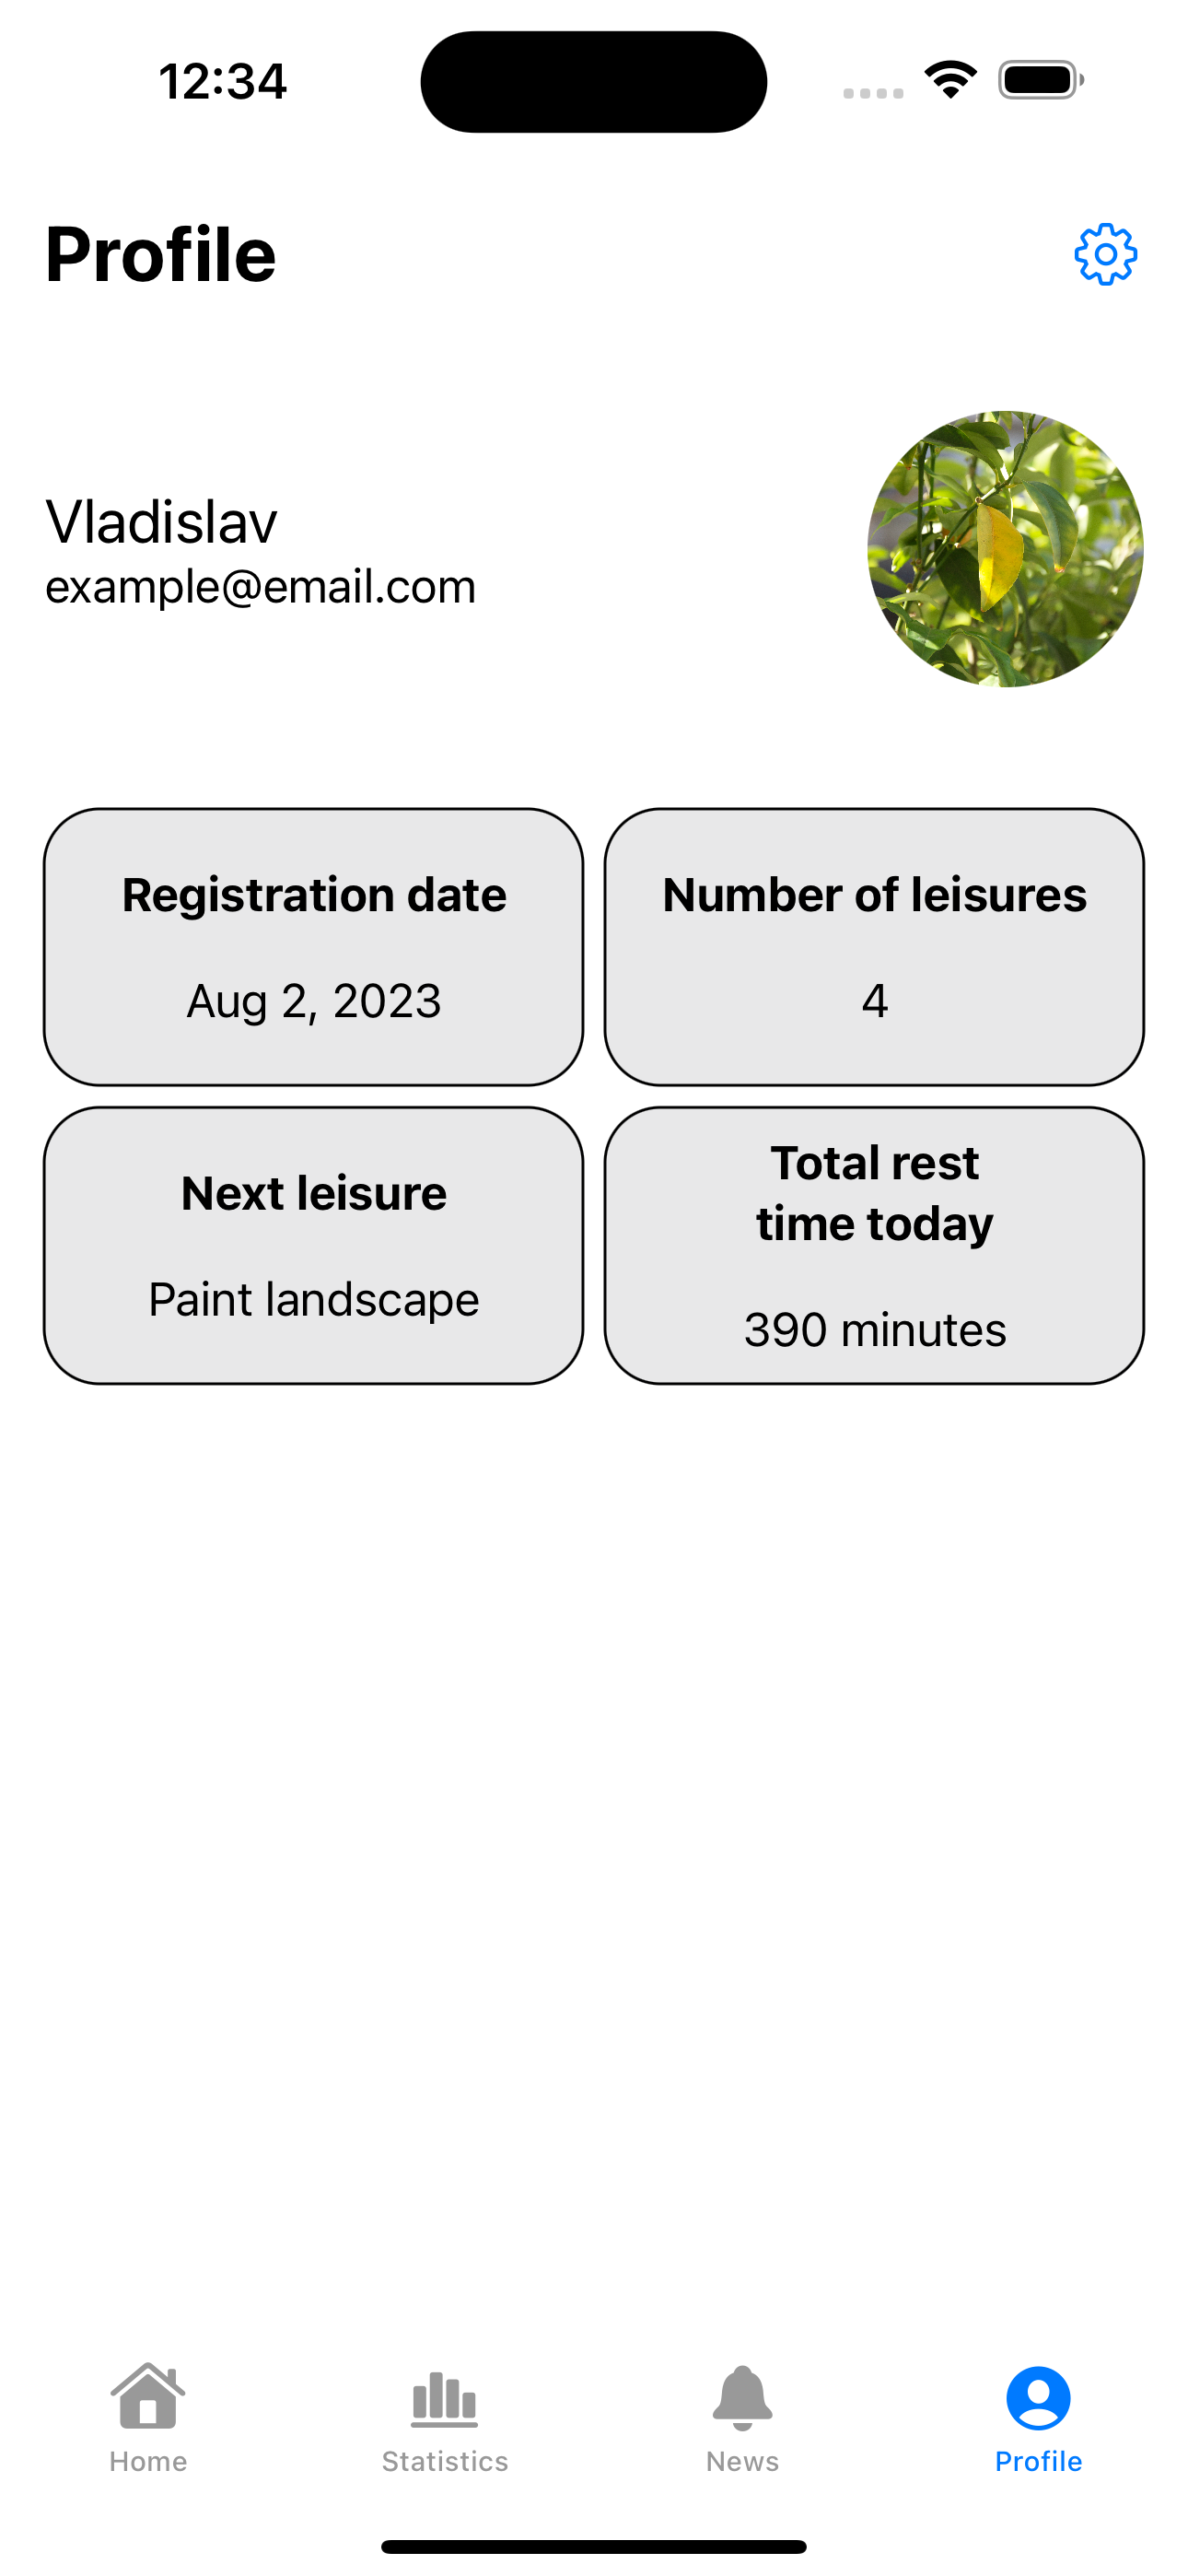 12:34
Profile
Vladislav
example@email.com
Registration date
Aug 2, 2023
Number of leisures
4
Next leisure
Paint landscape
Total rest
time today
390 minutes
Home
Statistics
News
Profile